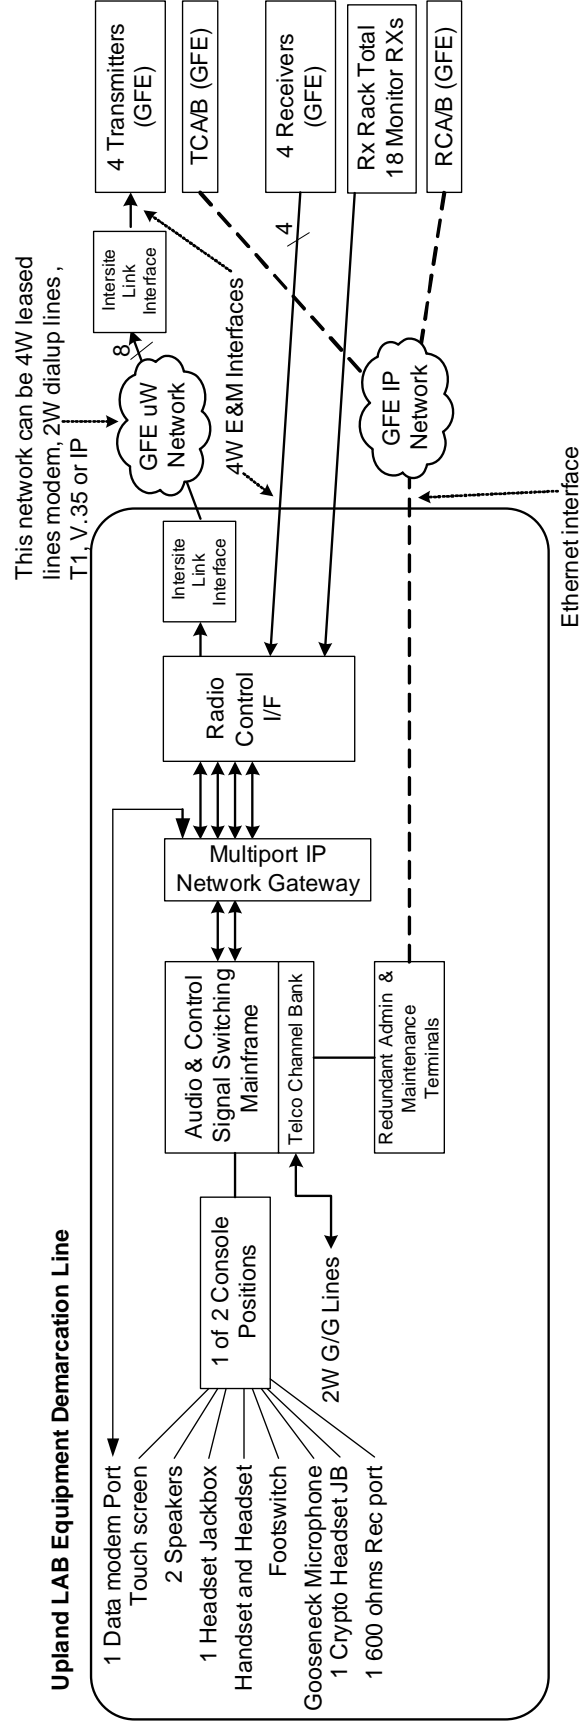 Upland LAB Equipment Demarcation Line
This network can be 4W leased
lines modem, 2W dialup lines ,
T1, V.35 or IP
1 Data modem Port
Touch screen
2 Speakers
1 Headset Jackbox
Handset and Headset
Footswitch
Gooseneck Microphone
1 Crypto Headset JB
1 600 ohms Rec port
1 of 2 Console
Positions
2W G/G Lines
Audio & Control
Signal Switching
Mainframe
Telco Channel Bank
Redundant Admin &
Maintenance
Terminals
Multiport IP
Network Gateway
Radio
Control
I/F
Intersite
Link
Interface
GFE uW
Network
8
Intersite
Link
Interface
4W E&M Interfaces
GFE IP
Network
Ethernet interface
4
4 Transmitters
(GFE)
TCA/B (GFE)
4 Receivers
(GFE)
Rx Rack Total
18 Monitor RXs
RCA/B (GFE)